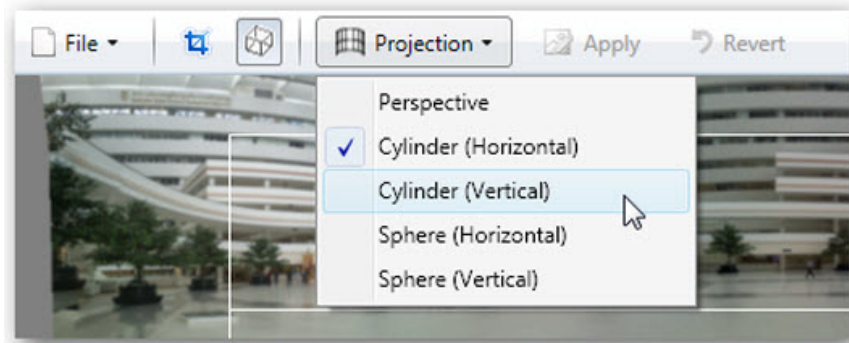 File
Projection
Apply
Revert
Perspective
Cylinder (Horizontal)
Cylinder (Vertical)
Sphere (Horizontal)
Sphere (Vertical)